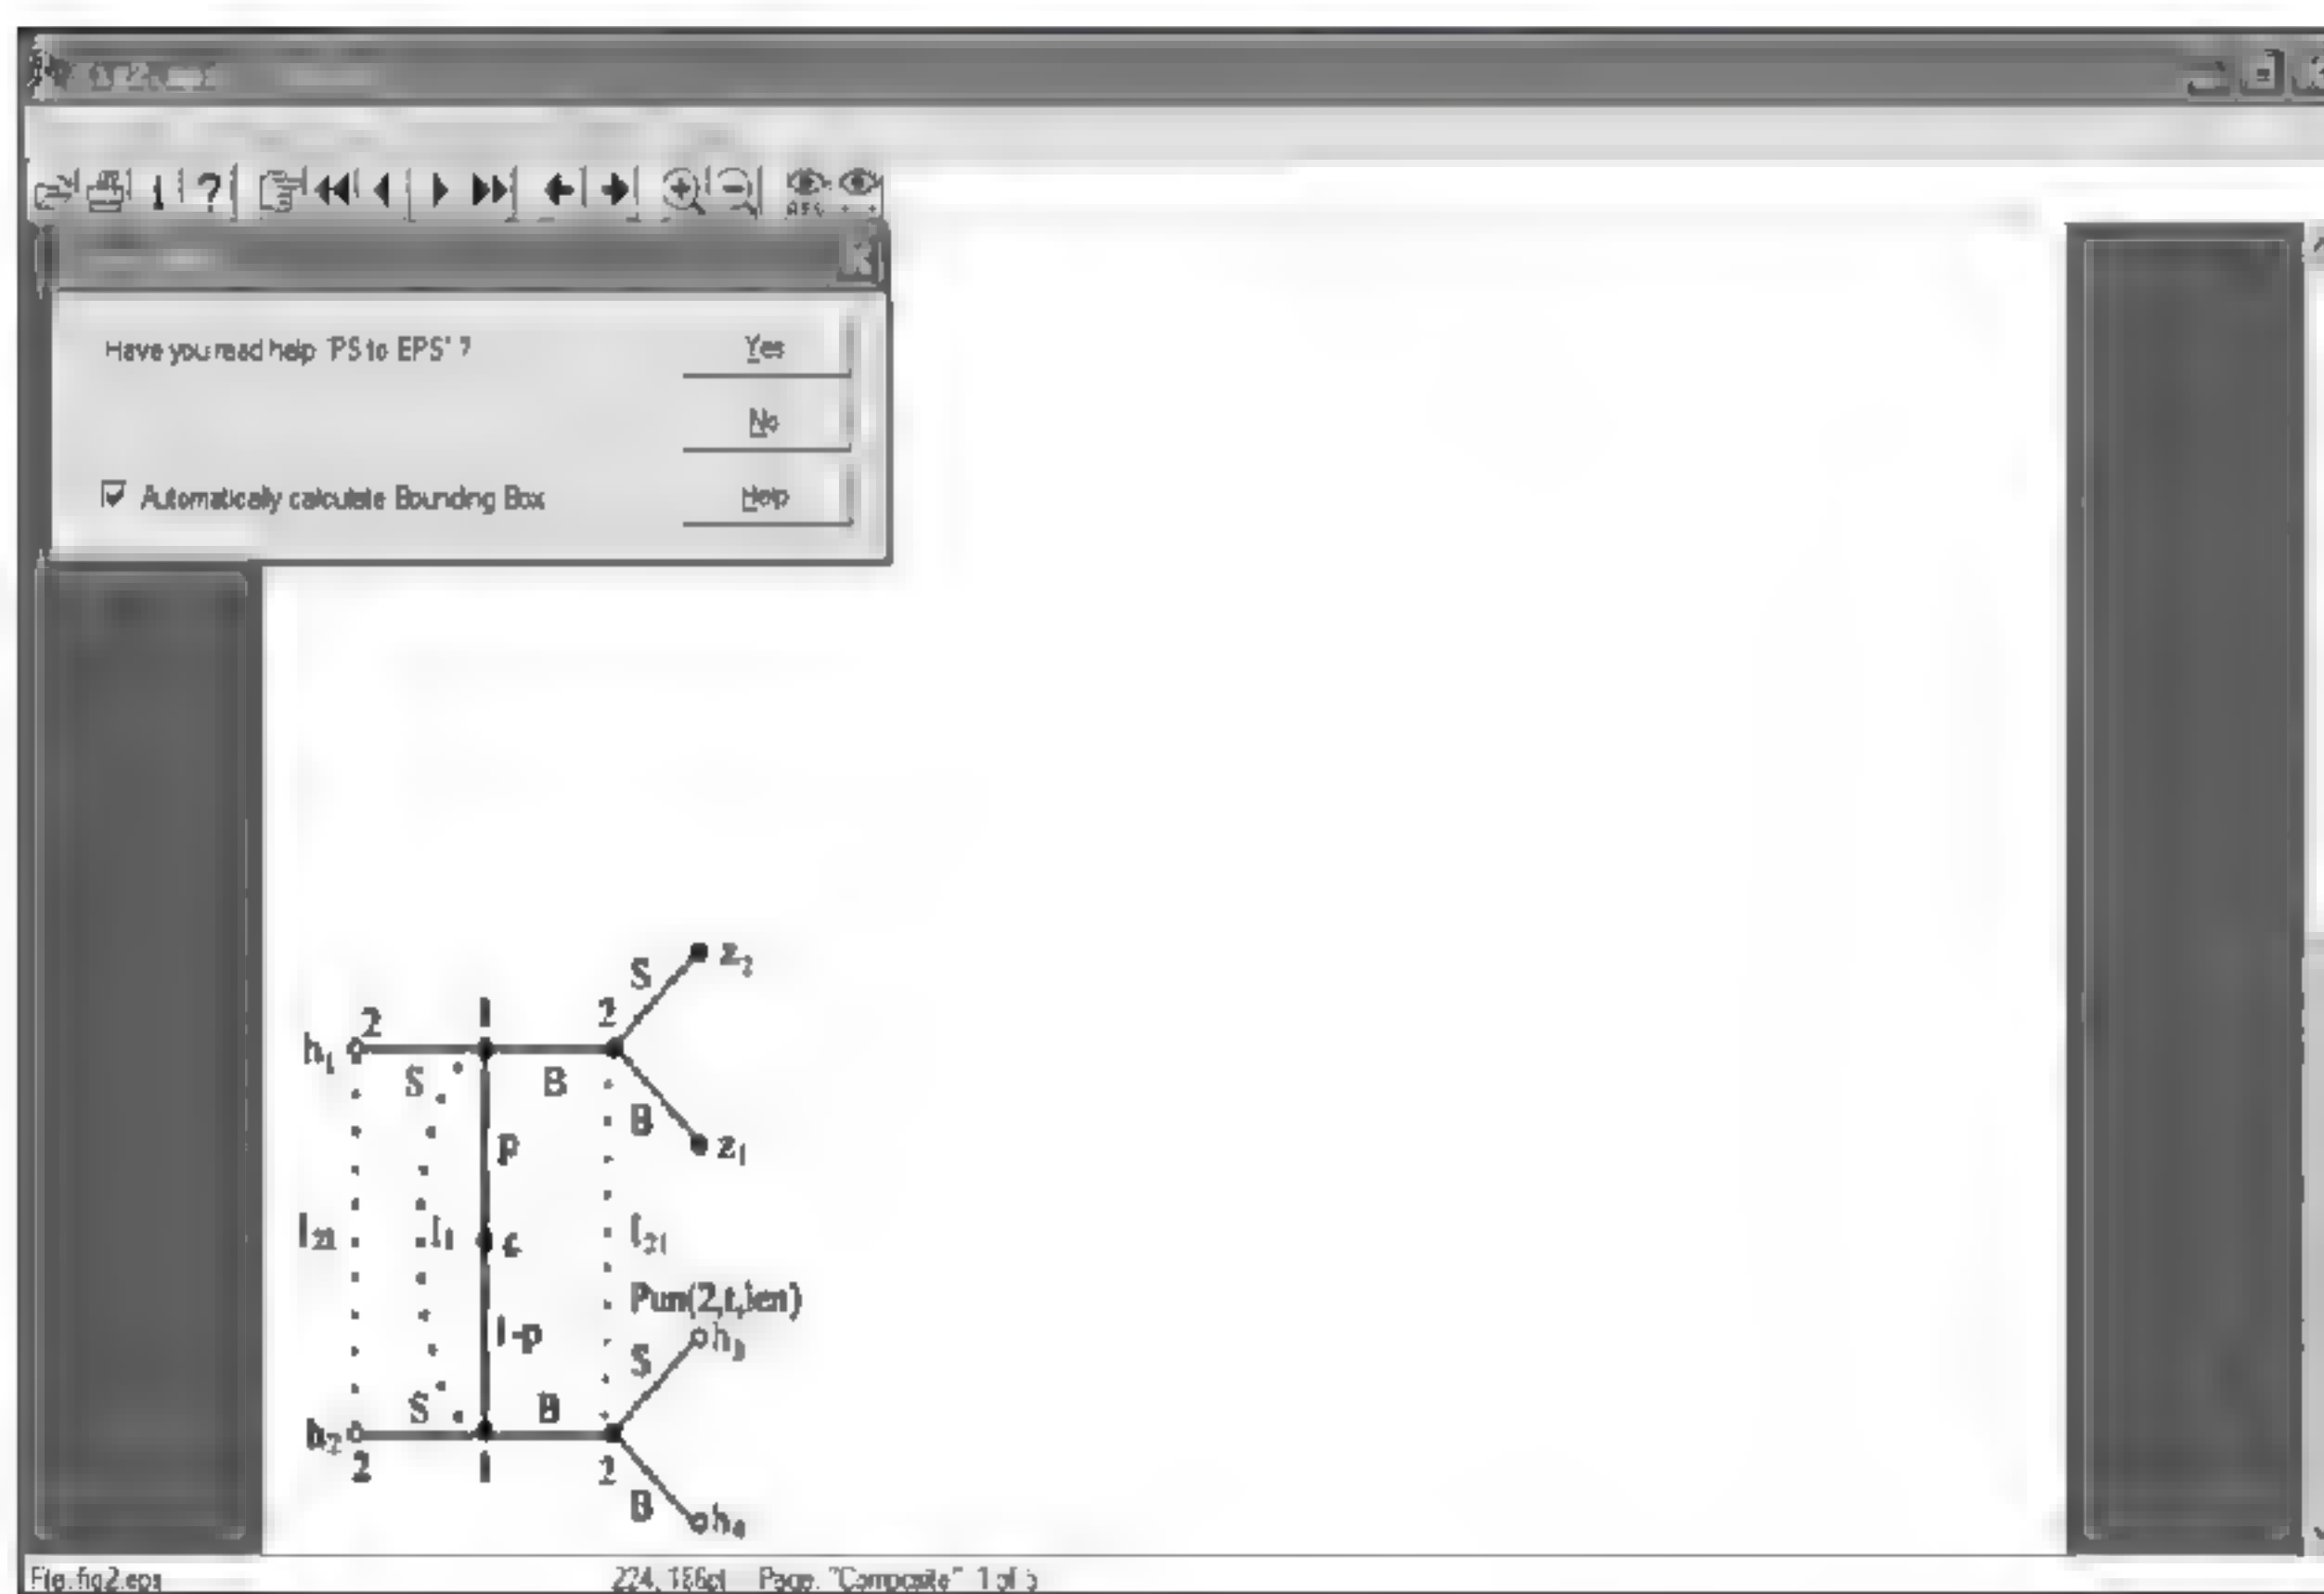 Have you read help 'PS to EPS' ?
Yes
No
Automatically calculate Bounding Box
Help
S
z2
2
1
2
h1
S
B
B
z1
p
l1
c
Pun(2,t,len)
1-p
h3
S
S
B
h2
2
1
2
B
h4
File: fig2.eps
Page: "Composite" 1 of 5